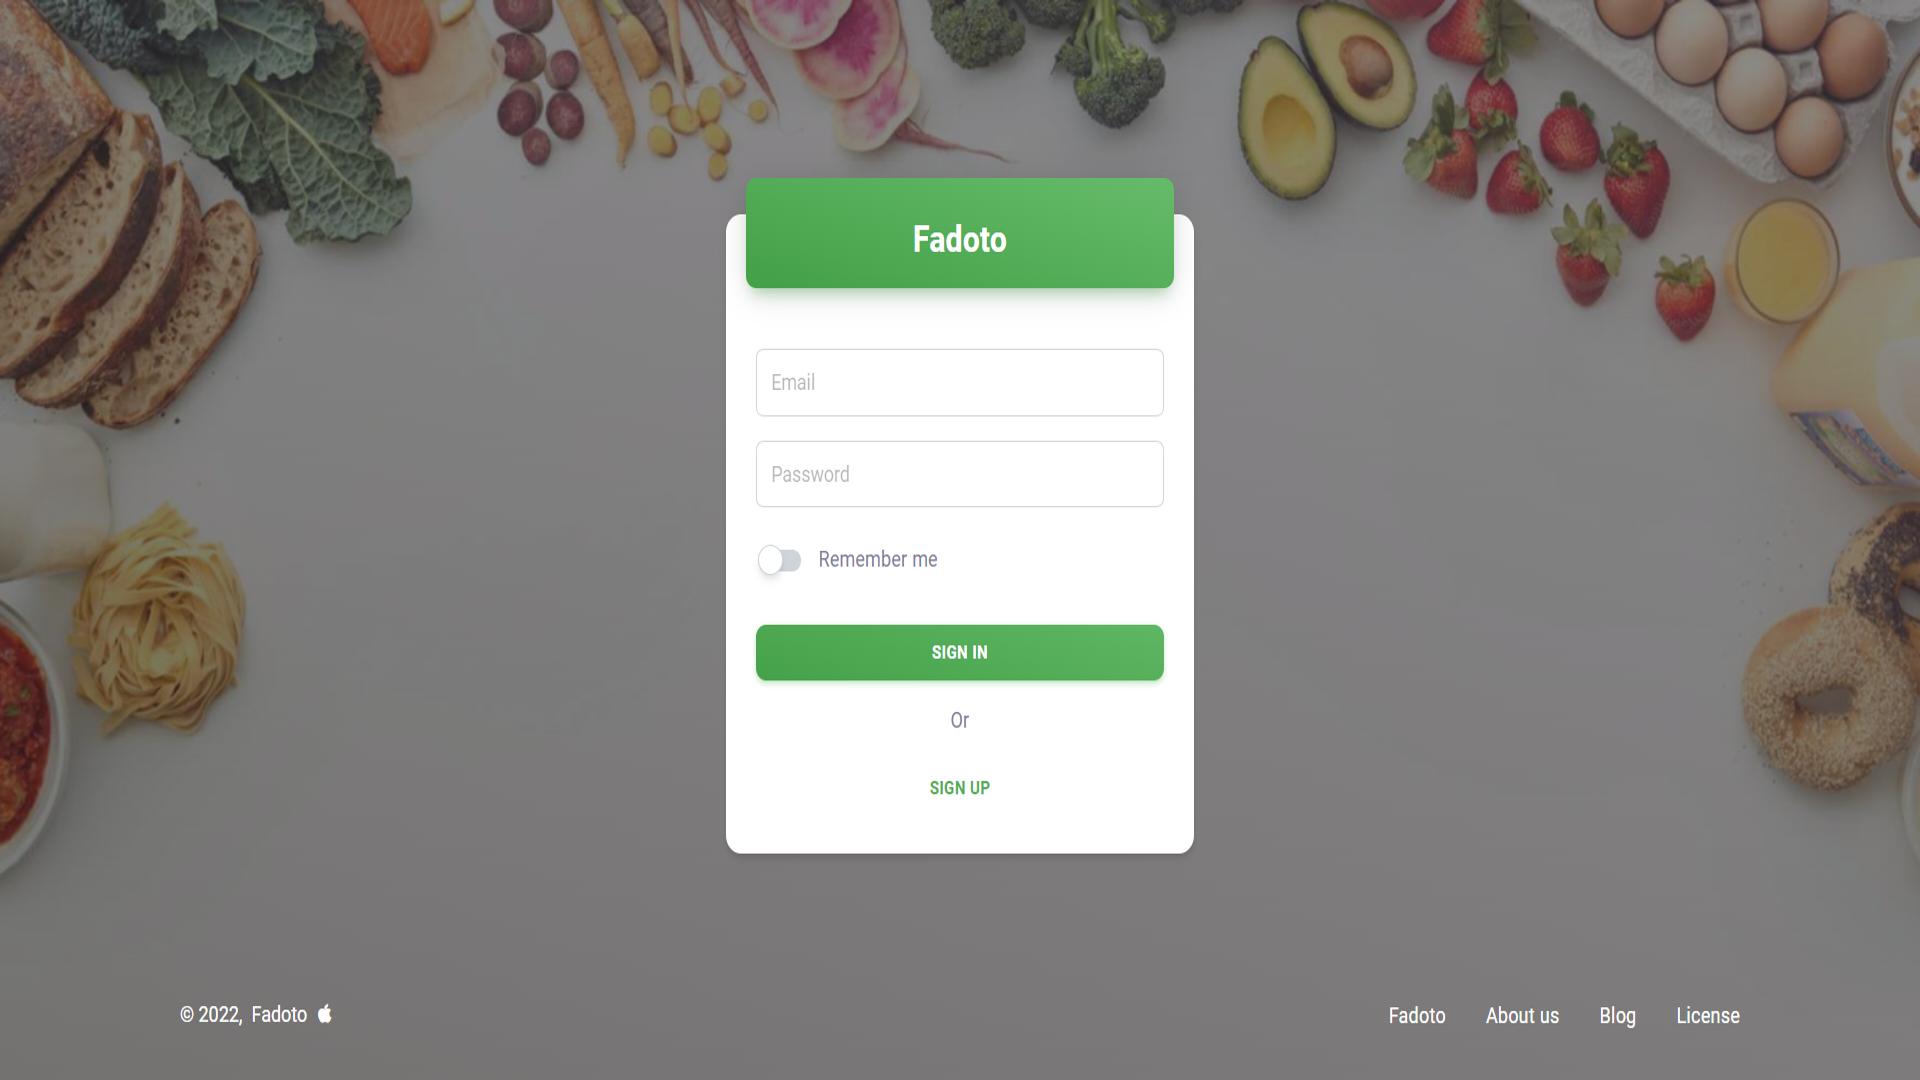 Fadoto
Email
Password
Remember me
SIGN IN
Or
SIGN UP
© 2022, Fadoto
Fadoto About us Blog License